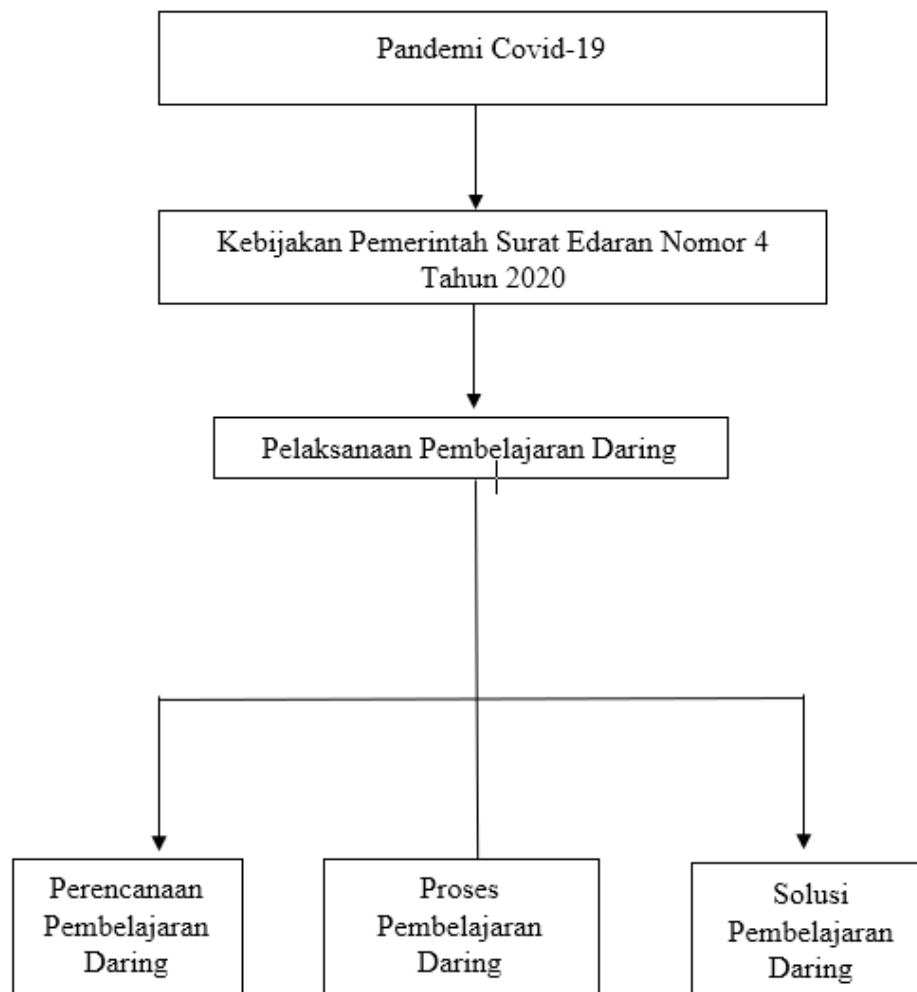 Pandemi Covid-19
Kebijakan Pemerintah Surat Edaran Nomor 4
Tahun 2020
Pelaksanaan Pembelajaran Daring
Perencanaan
Pembelajaran
Daring
Proses
Pembelajaran
Daring
Solusi
Pembelajaran
Daring